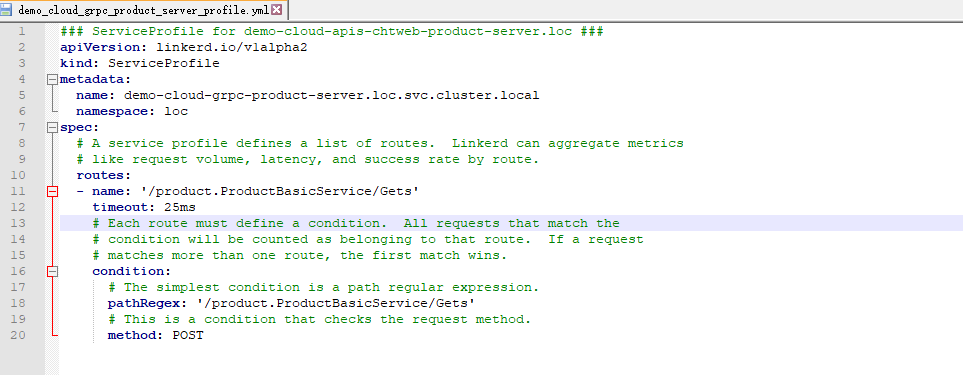 demo_cloud_grpc_product_server_profile.yml
1 ### ServiceProfile for demo-cloud-apis-chtweb-product-server.loc ###
2 apiVersion: linkerd.io/v1alpha2
3 kind: ServiceProfile
4 metadata:
5   name: demo-cloud-grpc-product-server.loc.svc.cluster.local
6   namespace: loc
7 spec:
8   # A service profile defines a list of routes.  Linkerd can aggregate metrics
9   # like request volume, latency, and success rate by route.
10   routes:
11   - name: '/product.ProductBasicService/Gets'
12     timeout: 25ms
13     # Each route must define a condition.  All requests that match the
14     # condition will be counted as belonging to that route.  If a request
15     # matches more than one route, the first match wins.
16     condition:
17       # The simplest condition is a path regular expression.
18       pathRegex: '/product.ProductBasicService/Gets'
19       # This is a condition that checks the request method.
20       method: POST